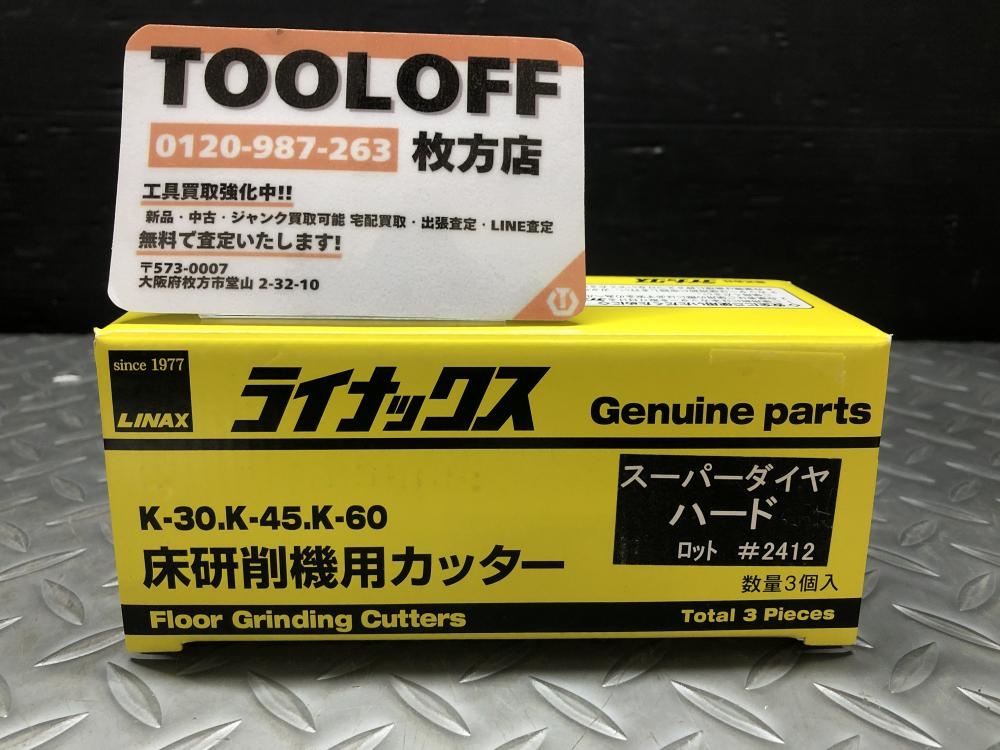 TOOLOFF
0120-987-263 枚方店
工具買取強化中!!
新品・中古・ジャンク買取可能 宅配買取・出張査定・LINE査定
無料で査定いたします!
〒573-0007
大阪府枚方市堂山 2-32-10
since 1977
LINAX
ライナックス
Genuine parts
K-30.K-45.K-60
床研削機用カッター
スーパーダイヤ
ハード
ロット #2412
数量3個入
Floor Grinding Cutters
Total 3 Pieces